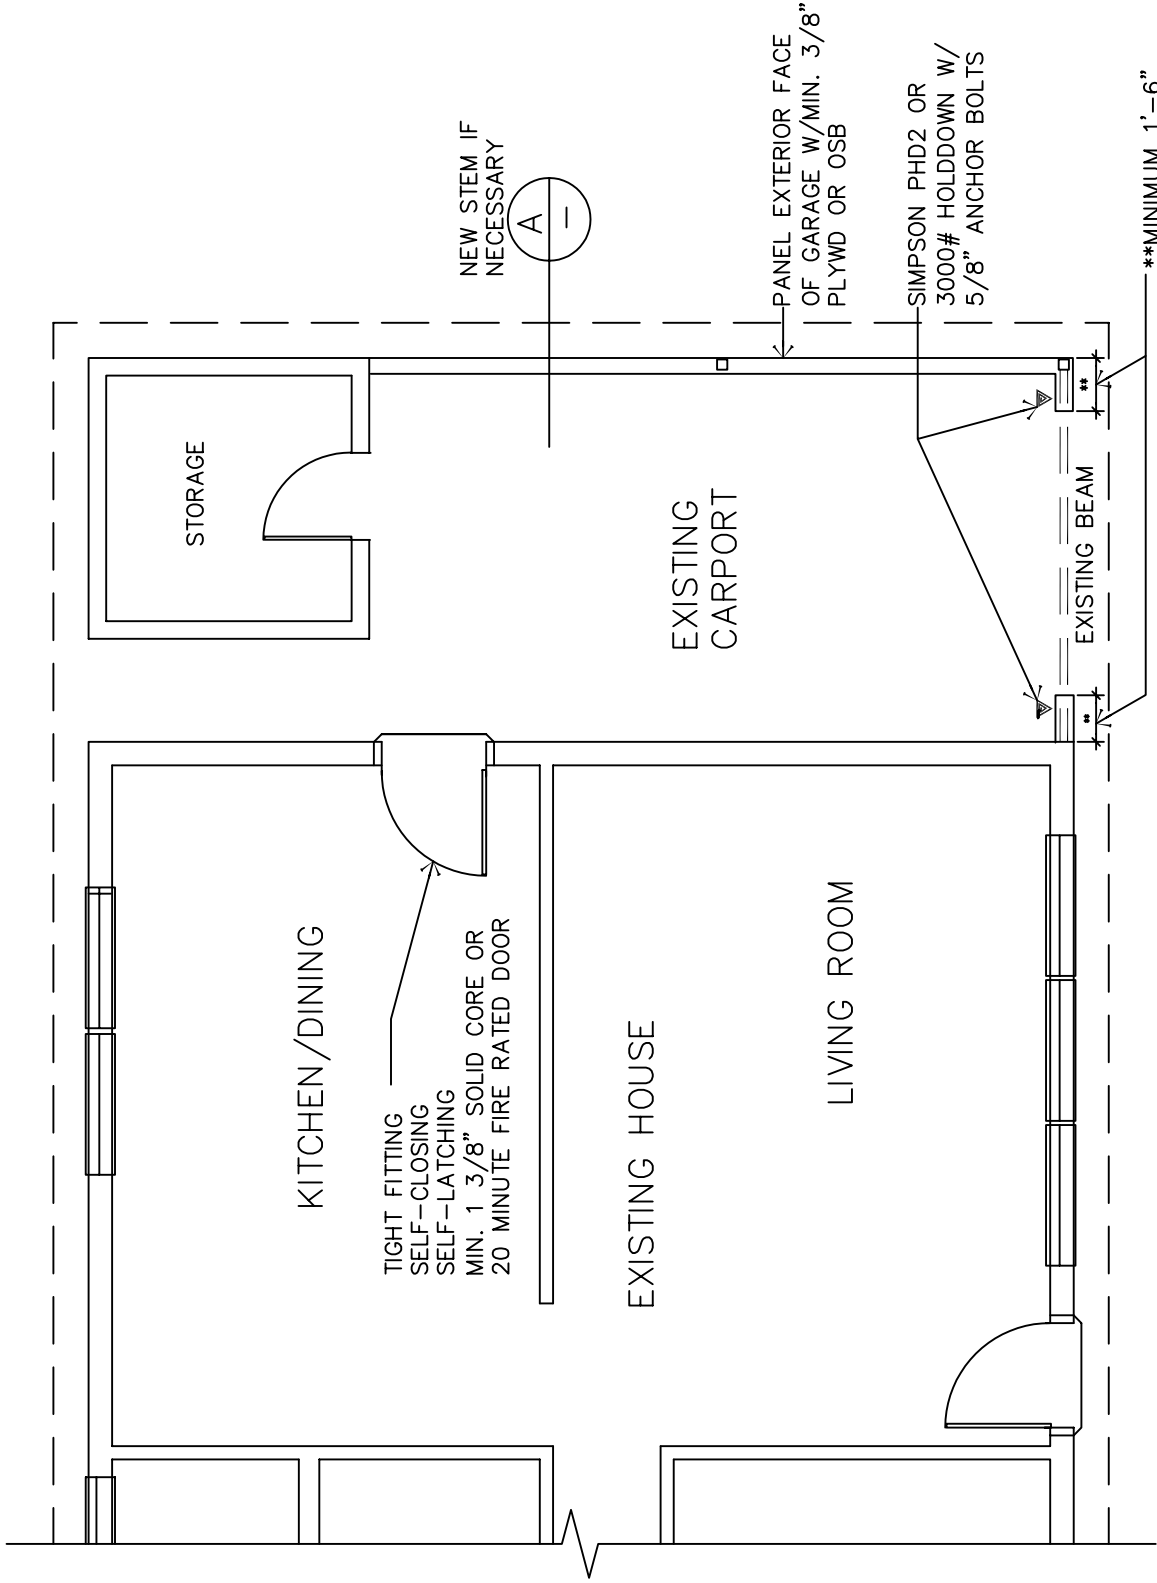 STORAGE
NEW STEM IF
NECESSARY
A
–
KITCHEN/DINING
TIGHT FITTING
SELF-CLOSING
SELF-LATCHING
MIN. 1 3/8" SOLID CORE OR
20 MINUTE FIRE RATED DOOR
EXISTING HOUSE
LIVING ROOM
EXISTING
CARPORT
PANEL EXTERIOR FACE
OF GARAGE W/MIN. 3/8"
PLYWD OR OSB
SIMPSON PHD2 OR
3000# HOLDDOWN W/
5/8" ANCHOR BOLTS
EXISTING BEAM
**
**
**MINIMUM 1'-6"